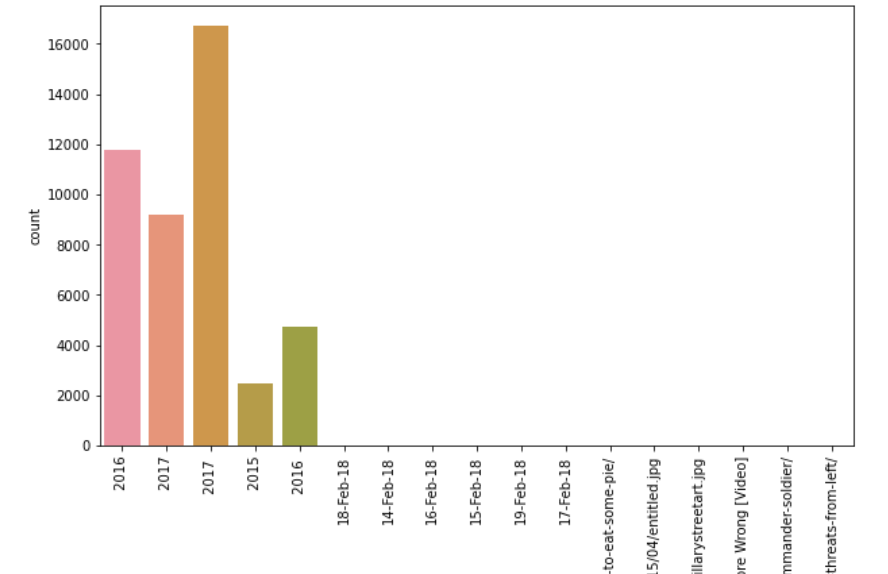 16000
14000
12000
10000
8000
6000
4000
2000
0
count
2016
2017
2017
2015
2016
18-Feb-18
14-Feb-18
16-Feb-18
15-Feb-18
19-Feb-18
17-Feb-18
-to-eat-some-pie/
15/04/entitled.jpg
illarystreetart.jpg
ore Wrong [Video]
mmander-soldier/
threats-from-left/